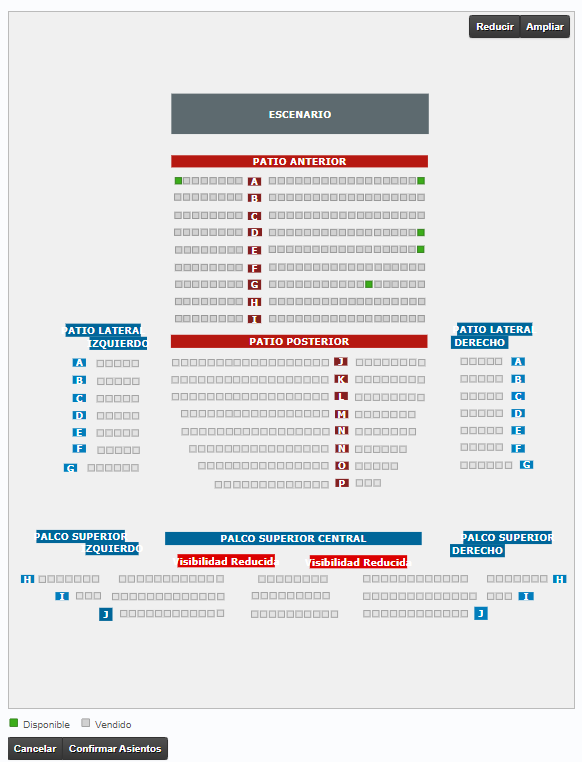 Reducir Ampliar
ESCENARIO
PATIO ANTERIOR
A
B
C
D
E
F
G
H
I
PATIO LATERAL
IZQUIERDO
PATIO POSTERIOR
PATIO LATERAL
DERECHO
A
B
C
D
E
F
G
J
K
L
M
N
N
O
P
A
B
C
D
E
F
G
PALCO SUPERIOR
IZQUIERDO
PALCO SUPERIOR CENTRAL
PALCO SUPERIOR
DERECHO
Visibilidad Reducida
Visibilidad Reducida
H H
I I
J J
Disponible Vendido
Cancelar Confirmar Asientos